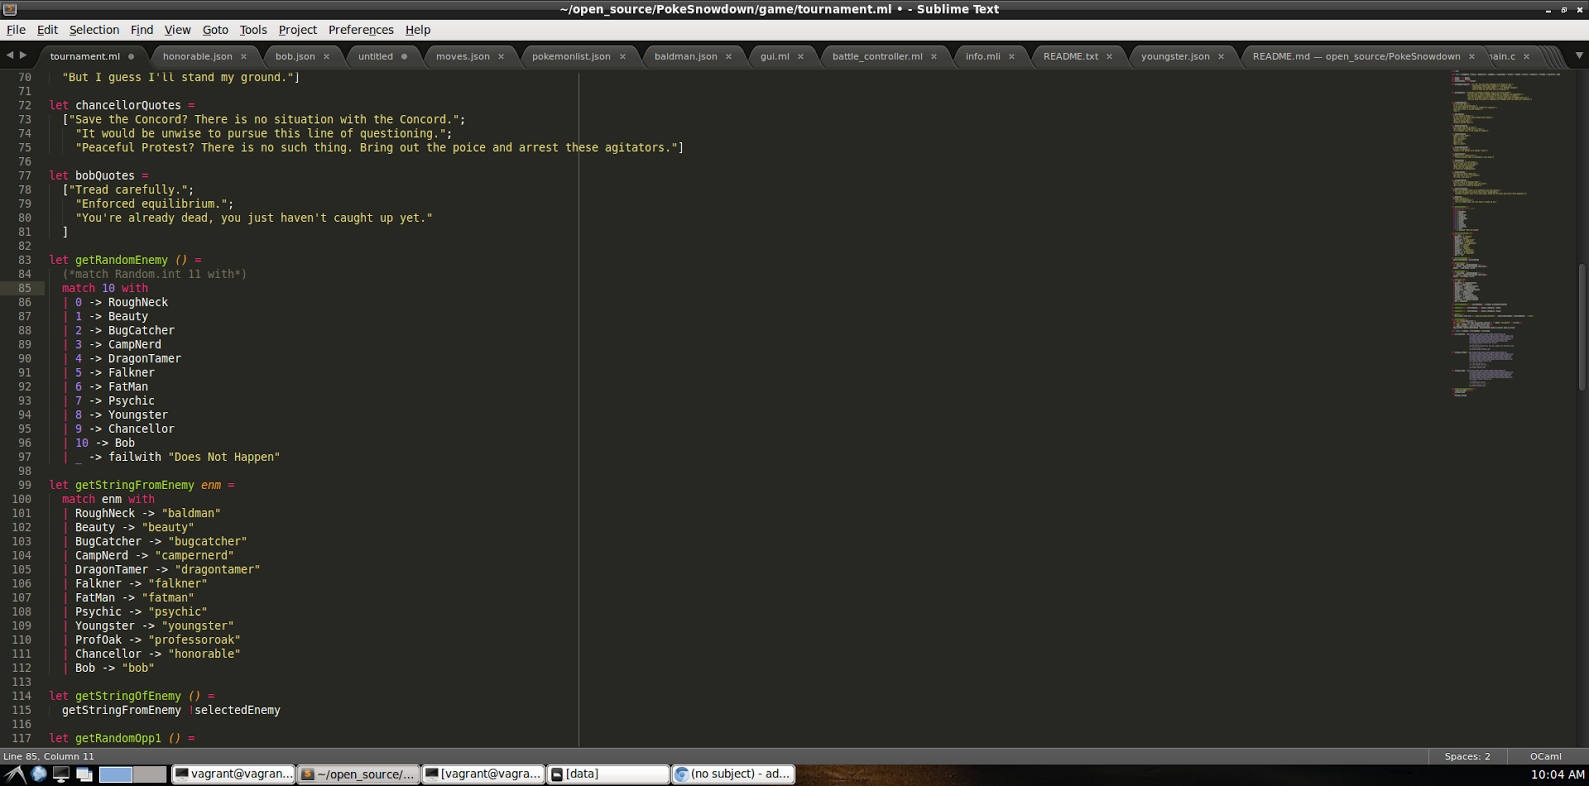 ~/open_source/PokeSnowdown/game/tournament.ml • - Sublime Text
File Edit Selection Find View Goto Tools Project Preferences Help
tournament.ml honorable.json × bob.json × untitled moves.json × pokemonlist.json × baldman.json × gui.ml × battle_controller.ml × info.mli × README.txt × youngster.json × README.md — open_source/PokeSnowdown × main.c ×
70 "But I guess I'll stand my ground."]
71
72 let chancellorQuotes =
73 ["Save the Concord? There is no situation with the Concord.";
74 "It would be unwise to pursue this line of questioning.";
75 "Peaceful Protest? There is no such thing. Bring out the poice and arrest these agitators."]
76
77 let bobQuotes =
78 ["Tread carefully.";
79 "Enforced equilibrium.";
80 "You're already dead, you just haven't caught up yet."
81 ]
82
83 let getRandomEnemy () =
84 (*match Random.int 11 with*)
85 match 10 with
86 | 0 -> RoughNeck
87 | 1 -> Beauty
88 | 2 -> BugCatcher
89 | 3 -> CampNerd
90 | 4 -> DragonTamer
91 | 5 -> Falkner
92 | 6 -> FatMan
93 | 7 -> Psychic
94 | 8 -> Youngster
95 | 9 -> Chancellor
96 | 10 -> Bob
97 | _ -> failwith "Does Not Happen"
98
99 let getStringFromEnemy enm =
100 match enm with
101 | RoughNeck -> "baldman"
102 | Beauty -> "beauty"
103 | BugCatcher -> "bugcatcher"
104 | CampNerd -> "campernerd"
105 | DragonTamer -> "dragontamer"
106 | Falkner -> "falkner"
107 | FatMan -> "fatman"
108 | Psychic -> "psychic"
109 | Youngster -> "youngster"
110 | ProfOak -> "professoroak"
111 | Chancellor -> "honorable"
112 | Bob -> "bob"
113
114 let getStringOfEnemy () =
115 getStringFromEnemy !selectedEnemy
116
117 let getRandomOpp1 () =
Line 85, Column 11 Spaces: 2 OCaml
vagrant@vagran... ~/open_source/... [vagrant@vagra... [data] (no subject) - ad... 10:04 AM